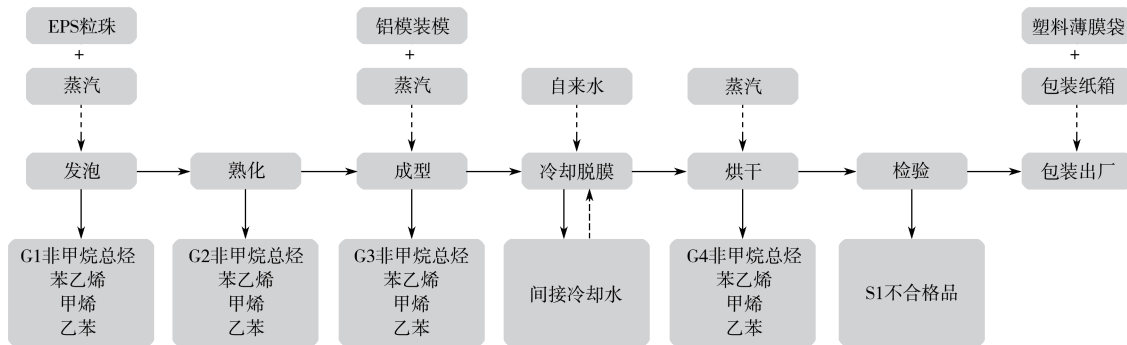 EPS粒珠
+
蒸汽
铝模装模
+
蒸汽
自来水
蒸汽
塑料薄膜袋
+
包装纸箱
发泡
熟化
成型
冷却脱膜
烘干
检验
包装出厂
G1非甲烷总烃
苯乙烯
甲烯
乙苯
G2非甲烷总烃
苯乙烯
甲烯
乙苯
G3非甲烷总烃
苯乙烯
甲烯
乙苯
间接冷却水
G4非甲烷总烃
苯乙烯
甲烯
乙苯
S1不合格品